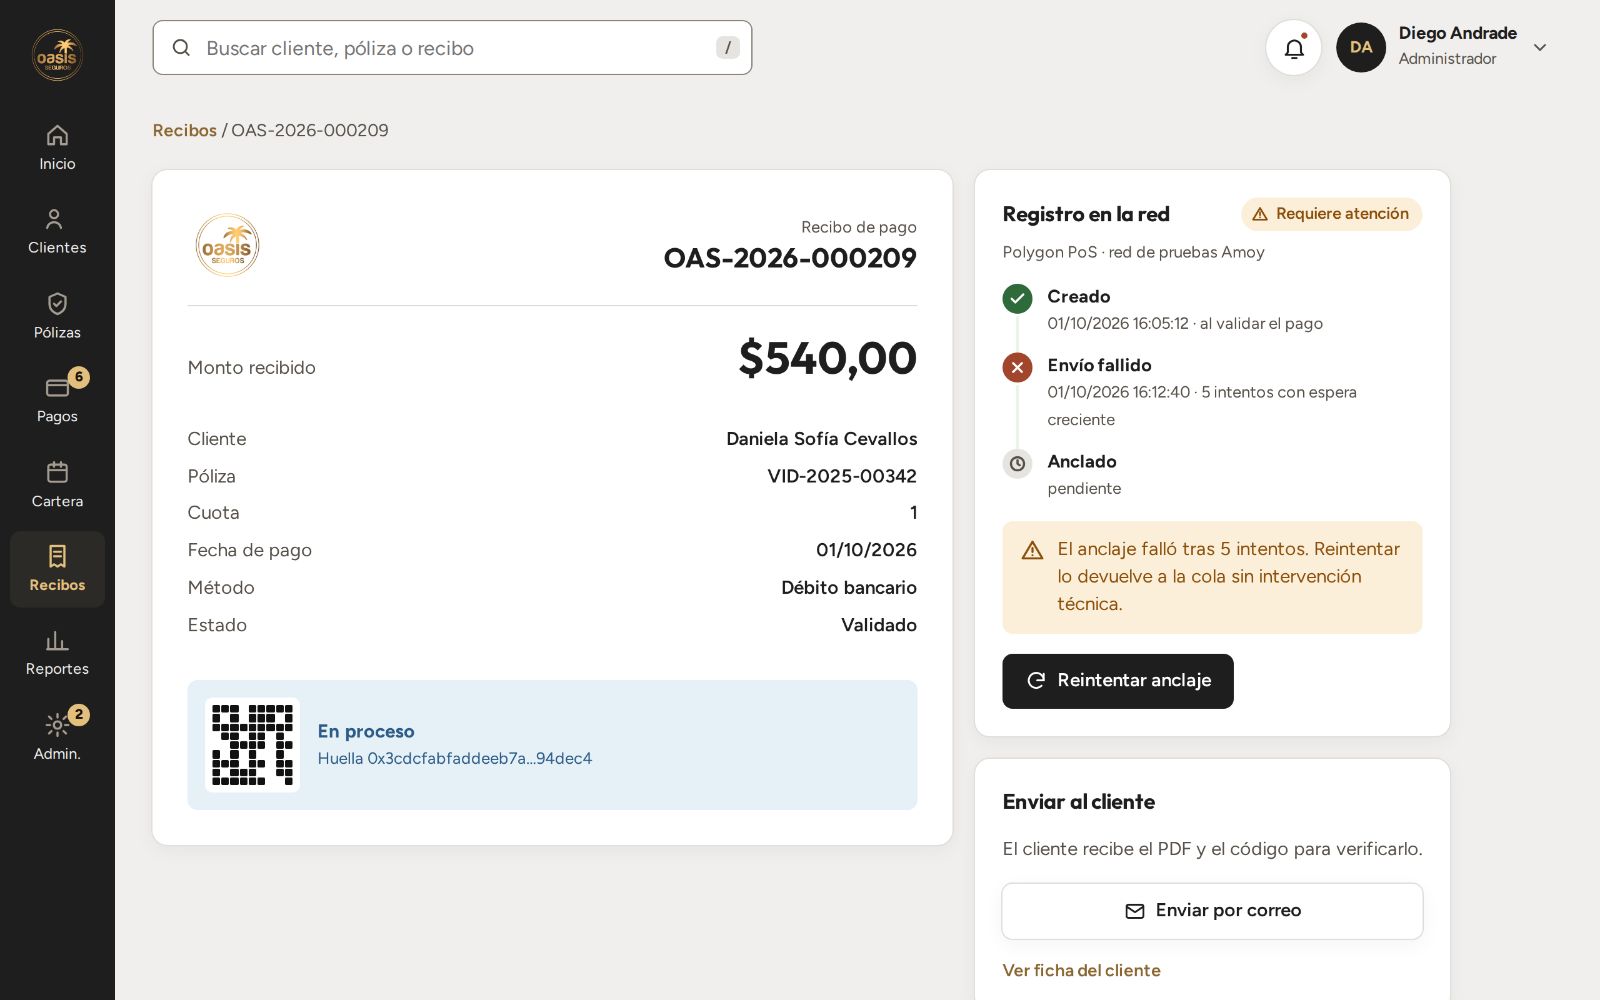 oasis
SEGUROS
Buscar cliente, póliza o recibo
/
DA
Diego Andrade
Administrador
Inicio
Clientes
Pólizas
6
Pagos
Cartera
Recibos
Reportes
2
Admin.
Recibos / OAS-2026-000209
oasis
SEGUROS
Recibo de pago
OAS-2026-000209
Monto recibido
$540,00
Cliente
Daniela Sofía Cevallos
Póliza
VID-2025-00342
Cuota
1
Fecha de pago
01/10/2026
Método
Débito bancario
Estado
Validado
En proceso
Huella 0x3cdcfabfaddeeb7a…94dec4
Registro en la red
Requiere atención
Polygon PoS · red de pruebas Amoy
Creado
01/10/2026 16:05:12 · al validar el pago
Envío fallido
01/10/2026 16:12:40 · 5 intentos con espera
creciente
Anclado
pendiente
El anclaje falló tras 5 intentos. Reintentar
lo devuelve a la cola sin intervención
técnica.
Reintentar anclaje
Enviar al cliente
El cliente recibe el PDF y el código para verificarlo.
Enviar por correo
Ver ficha del cliente